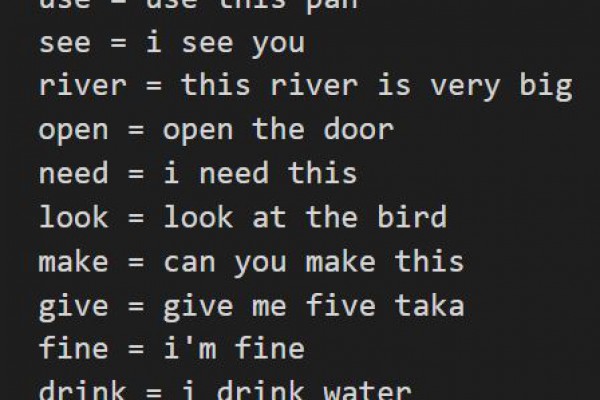 use = use this pan
see = i see you
river = this river is very big
open = open the door
need = i need this
look = look at the bird
make = can you make this
give = give me five taka
fine = i'm fine
drink = i drink water